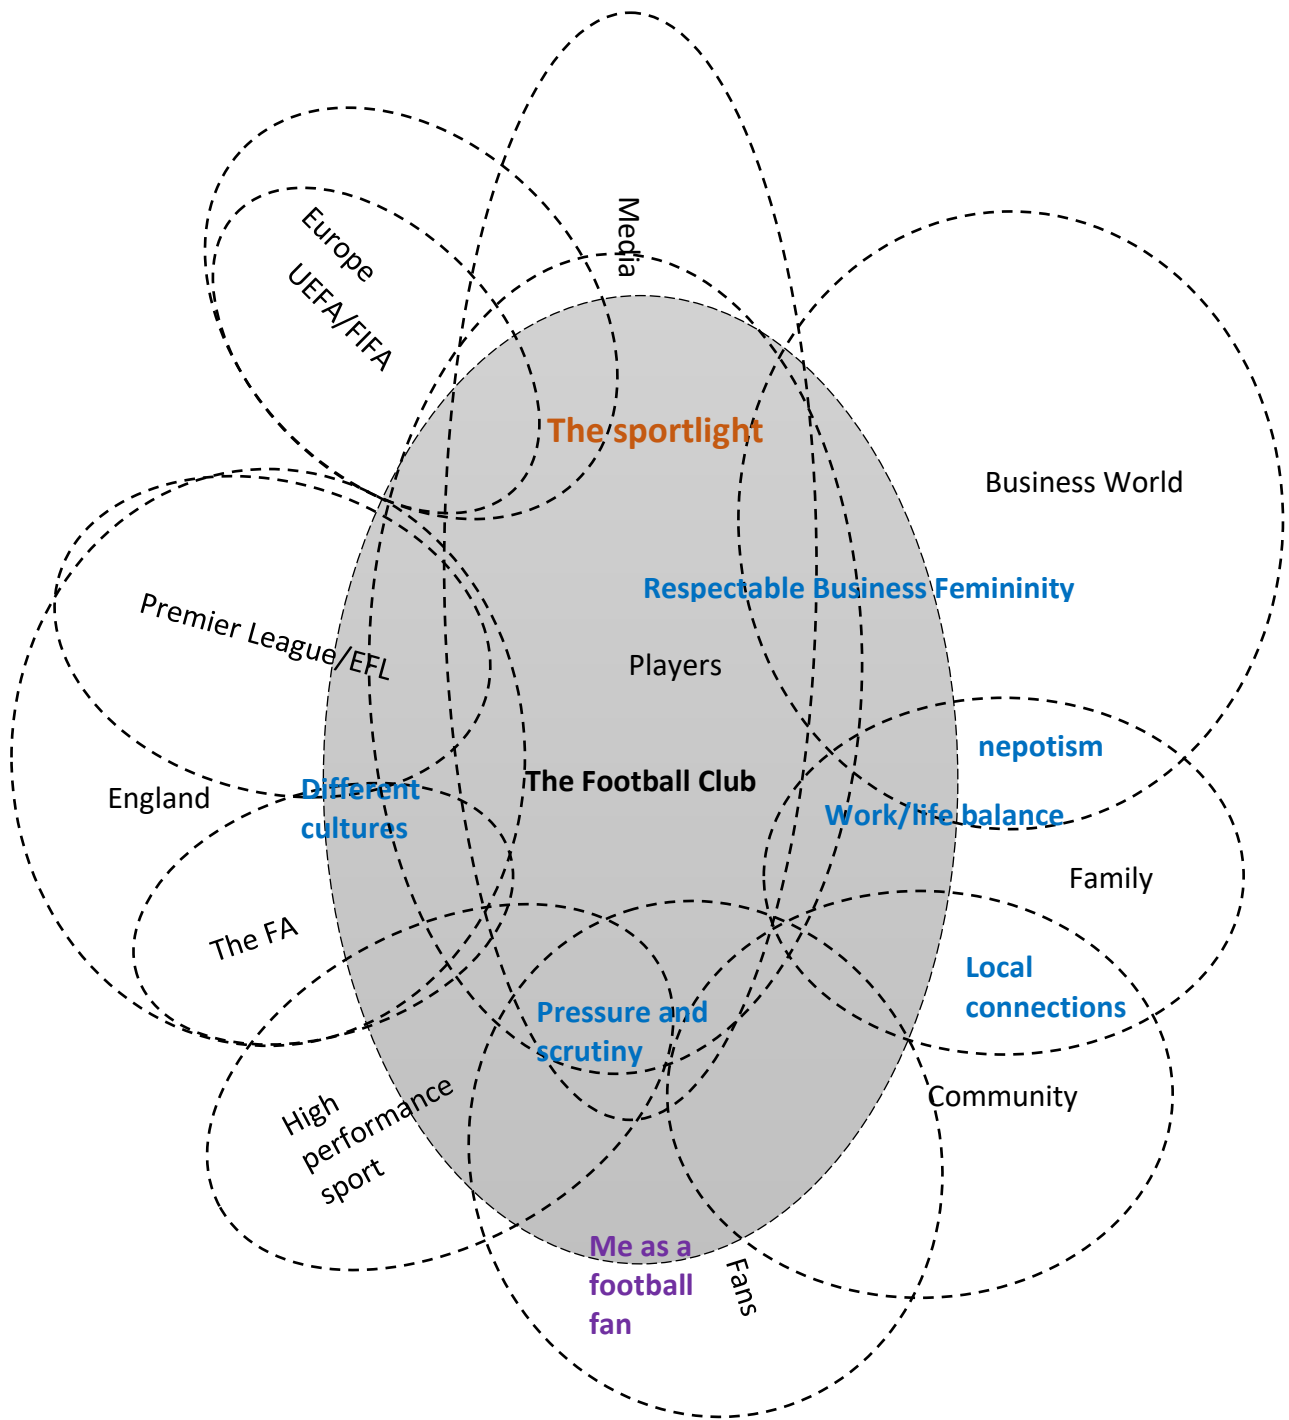 Media
Europe
UEFA/FIFA
The sportlight
Business World
Respectable Business Femininity
Premier League/EFL
Players
nepotism
The Football Club
England
Different
cultures
Work/life balance
Family
The FA
Local
connections
Pressure and
scrutiny
High
performance
sport
Community
Me as a
football
fan
Fans